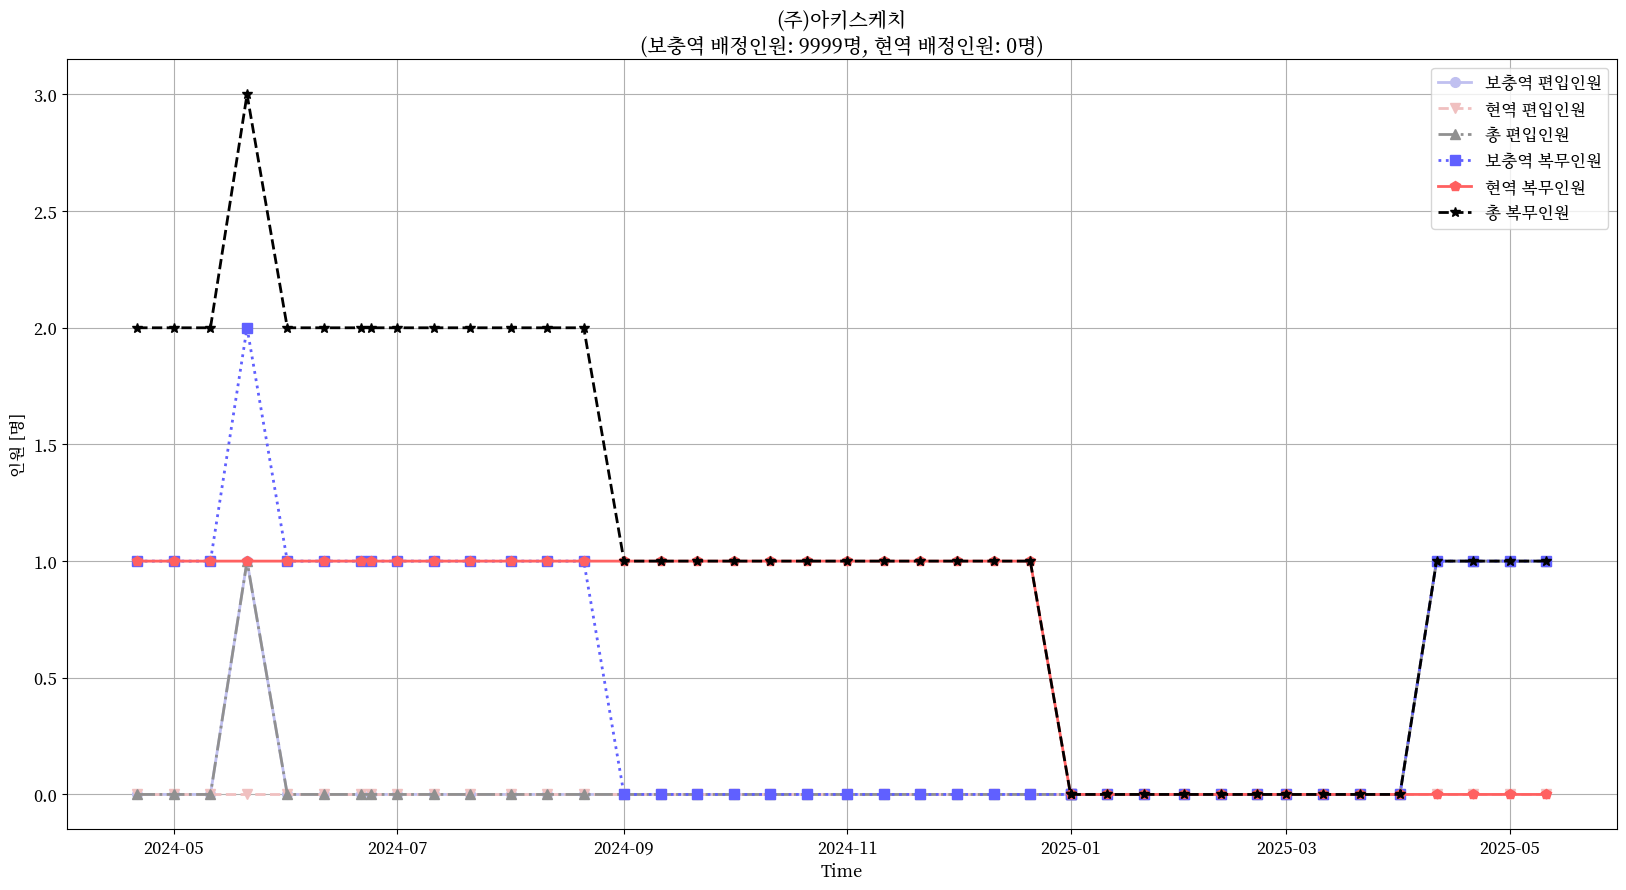 (주)아키스케치
(보충역 배정인원: 9999명, 현역 배정인원: 0명)
보충역 편입인원
현역 편입인원
총 편입인원
보충역 복무인원
현역 복무인원
총 복무인원
인원 [명]
3.0
2.5
2.0
1.5
1.0
0.5
0.0
2024-05
2024-07
2024-09
2024-11
2025-01
2025-03
2025-05
Time